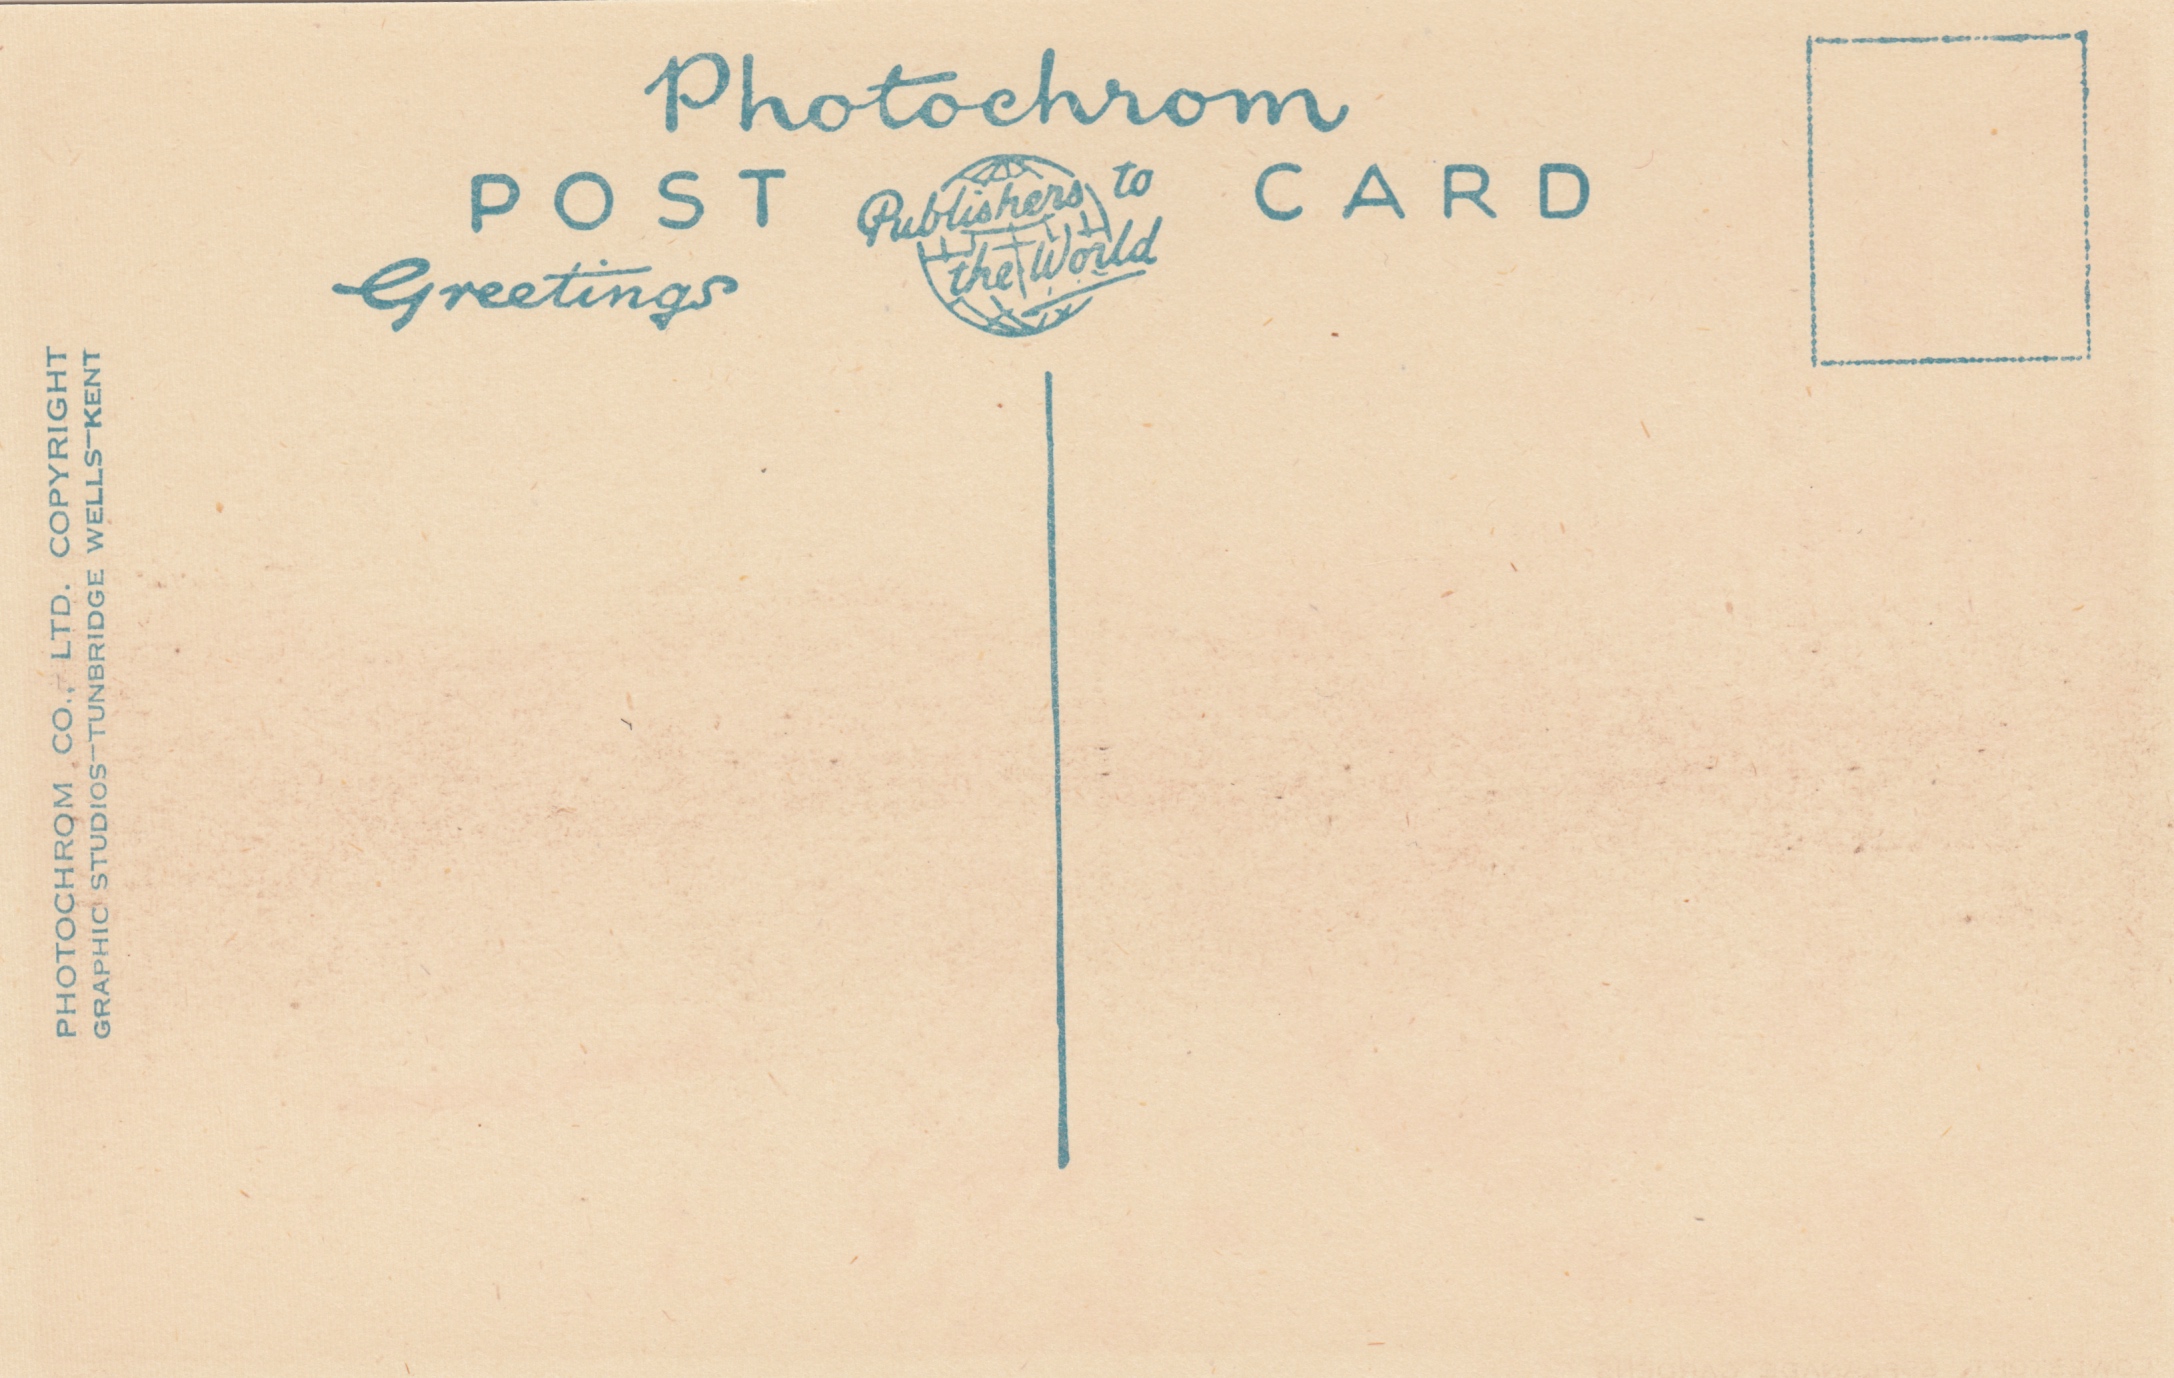 Photochrom
POST CARD
Publishers to
the World
Greetings
PHOTOCHROM CO., LTD. COPYRIGHT
GRAPHIC STUDIOS—TUNBRIDGE WELLS—KENT